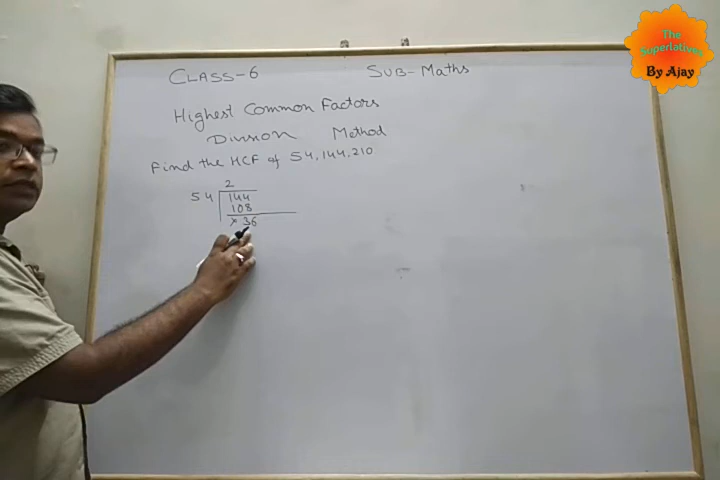 The
Superlatives
By Ajay
CLASS-6 SUB-Maths
Highest Common Factors
Division Method
Find the HCF of 54, 144, 210
2
54 144
108
× 36